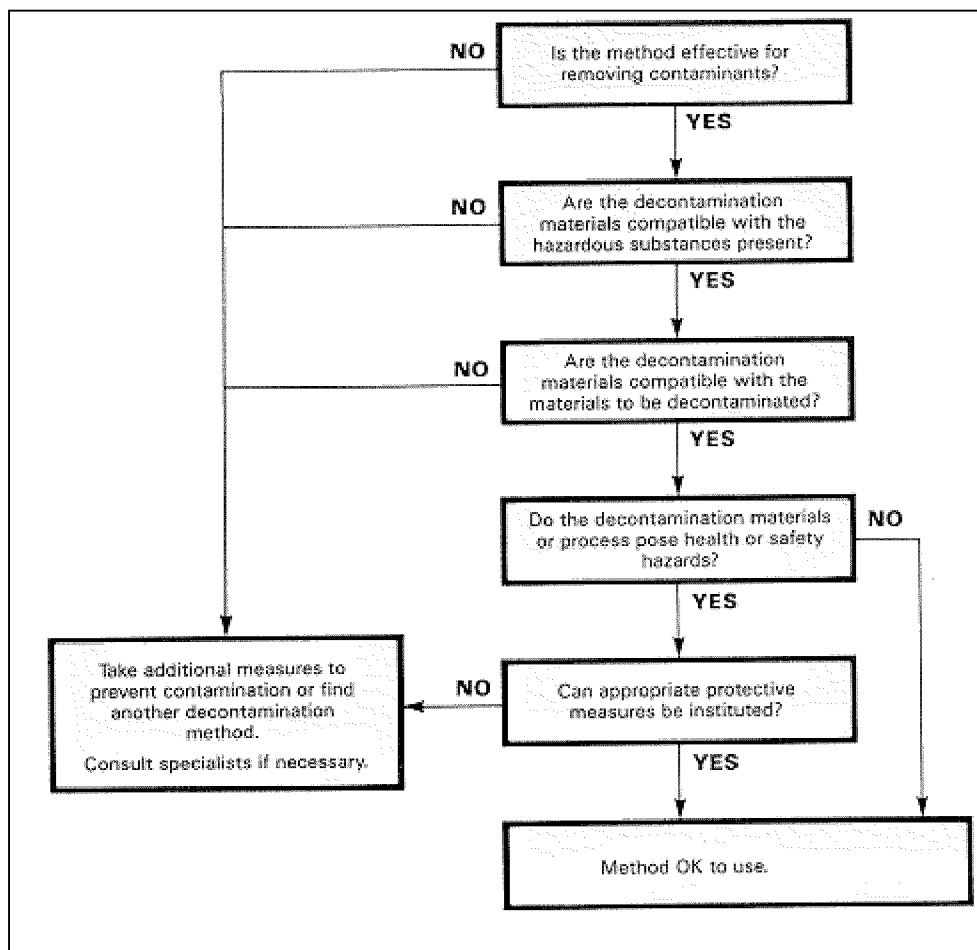 NO
Is the method effective for
removing contaminants?
YES
NO
Are the decontamination
materials compatible with the
hazardous substances present?
YES
NO
Are the decontamination
materials compatible with the
materials to be decontaminated?
YES
Do the decontamination materials
or process pose health or safety
hazards?
NO
YES
Take additional measures to
prevent contamination or find
another decontamination
method.
Consult specialists if necessary.
NO
Can appropriate protective
measures be instituted?
YES
Method OK to use.